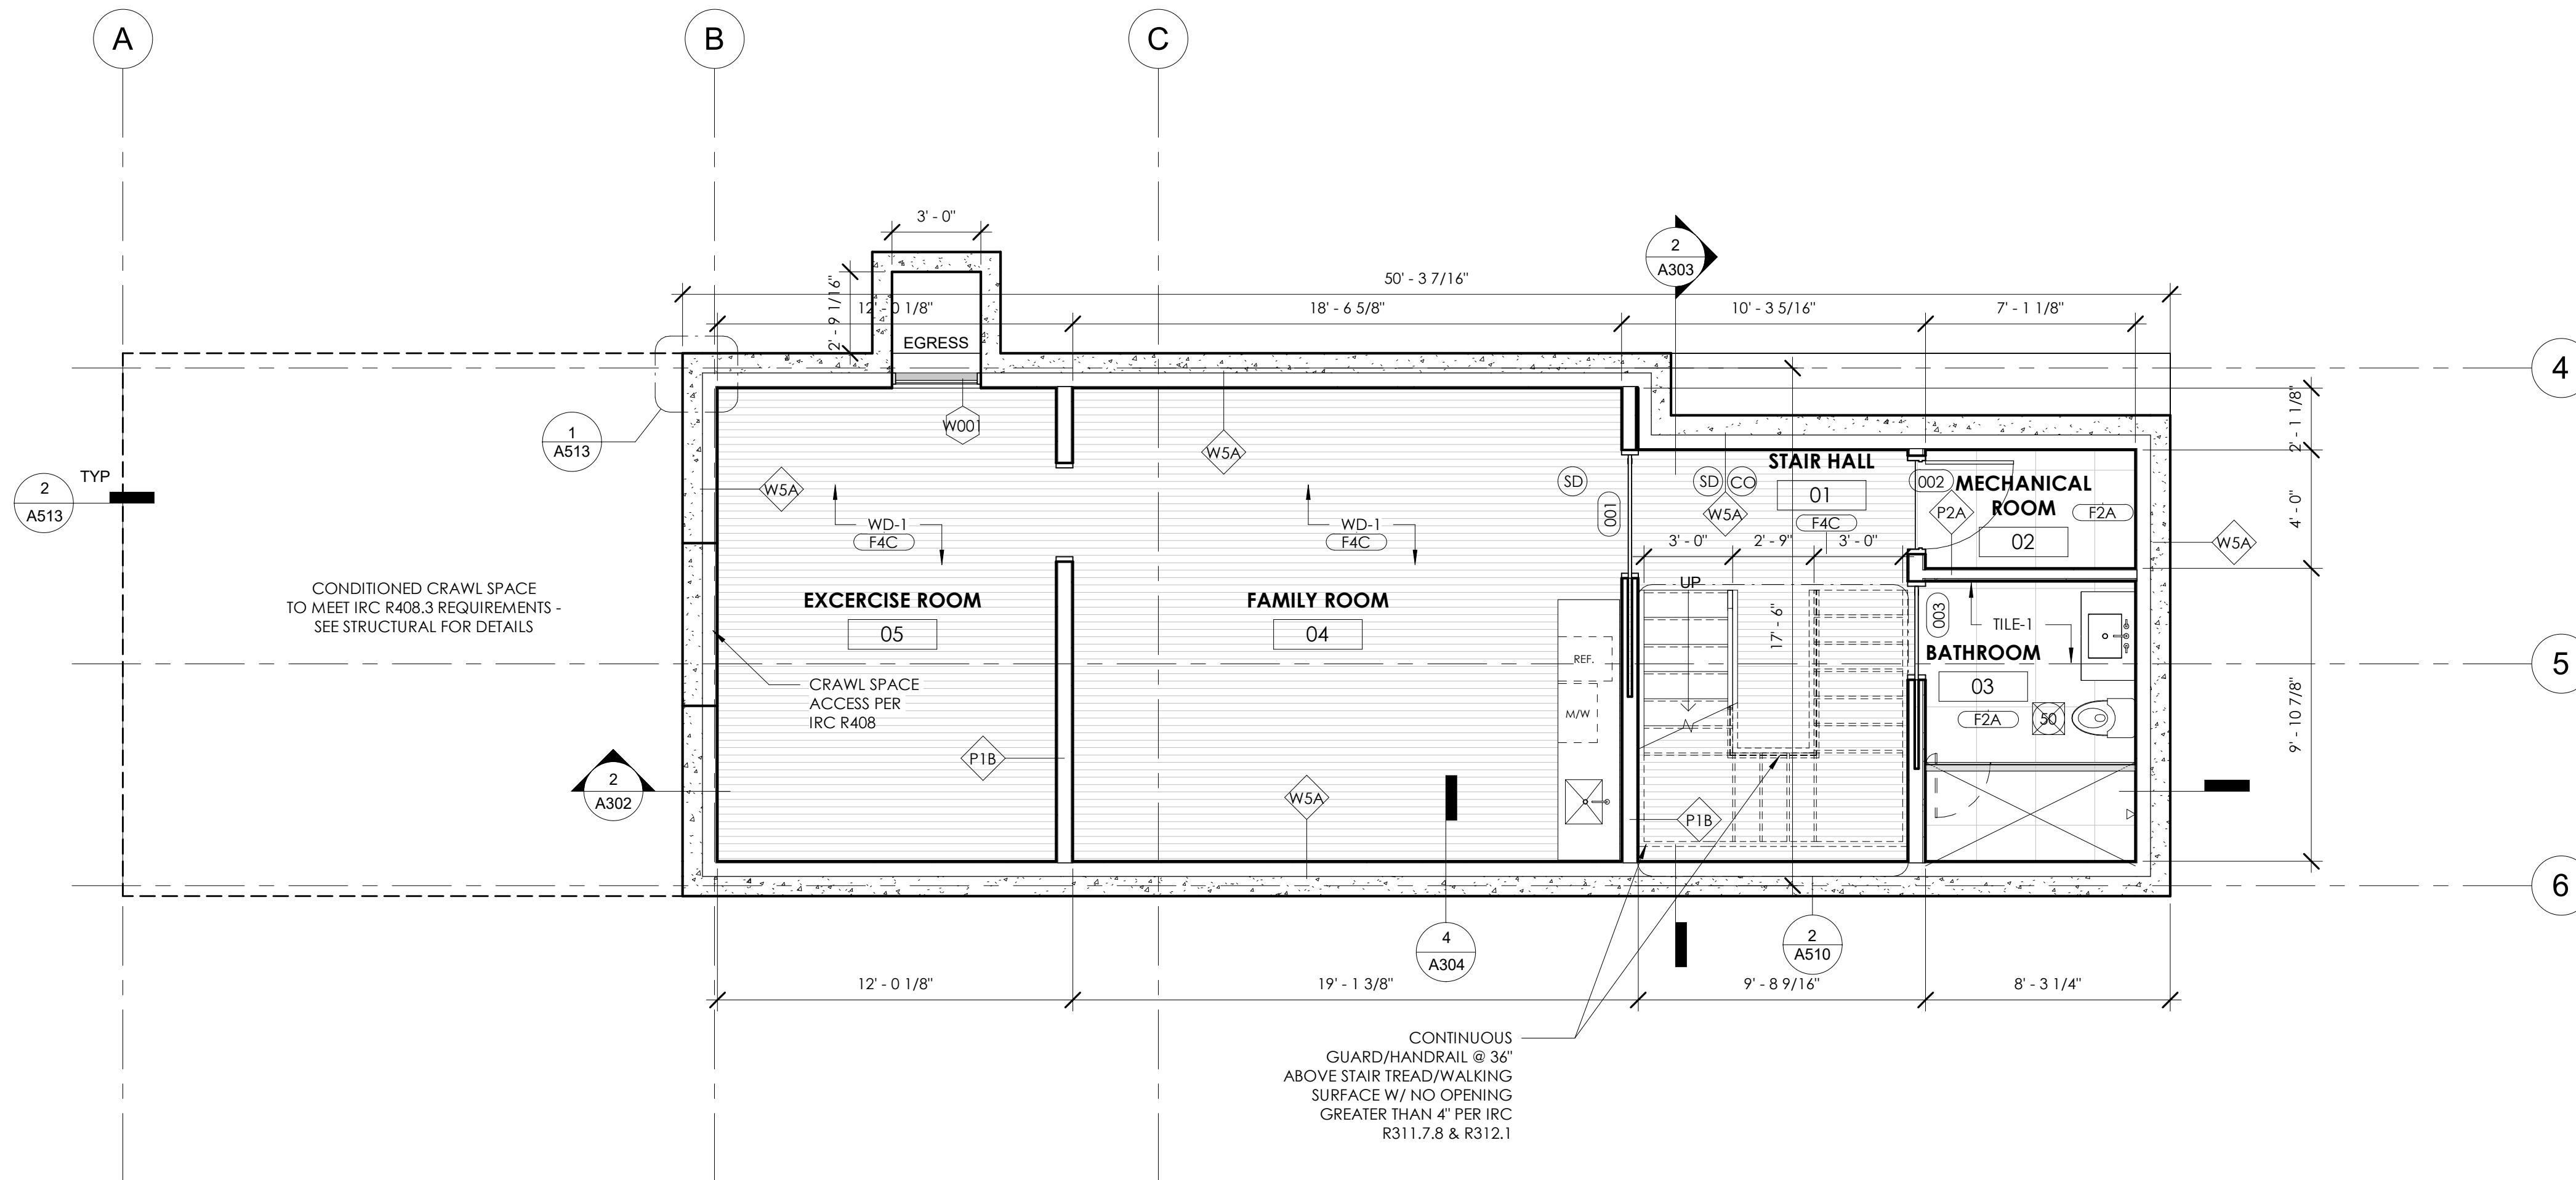 A
B
C
3' - 0"
2
A303
50' - 3 7/16"
2' - 9 1/16"
12' - 0 1/8"
18' - 6 5/8"
10' - 3 5/16"
7' - 1 1/8"
EGRESS
4
2' - 1 1/8"
W001
1
A513
W5A
STAIR HALL
TYP
2
A513
W5A
SD
SD
CO
01
002
MECHANICAL
ROOM
4' - 0"
001
W5A
F4C
P2A
F2A
WD-1
F4C
WD-1
F4C
02
W5A
3' - 0"
2' - 9"
3' - 0"
UP
CONDITIONED CRAWL SPACE
TO MEET IRC R408.3 REQUIREMENTS -
SEE STRUCTURAL FOR DETAILS
EXCERCISE ROOM
05
FAMILY ROOM
04
17' - 6"
003
TILE-1
BATHROOM
5
REF.
03
CRAWL SPACE
ACCESS PER
IRC R408
M/W
F2A
50
9' - 10 7/8"
P1B
2
A302
W5A
P1B
6
4
A304
2
A510
12' - 0 1/8"
19' - 1 3/8"
9' - 8 9/16"
8' - 3 1/4"
CONTINUOUS
GUARD/HANDRAIL @ 36"
ABOVE STAIR TREAD/WALKING
SURFACE W/ NO OPENING
GREATER THAN 4" PER IRC
R311.7.8 & R312.1